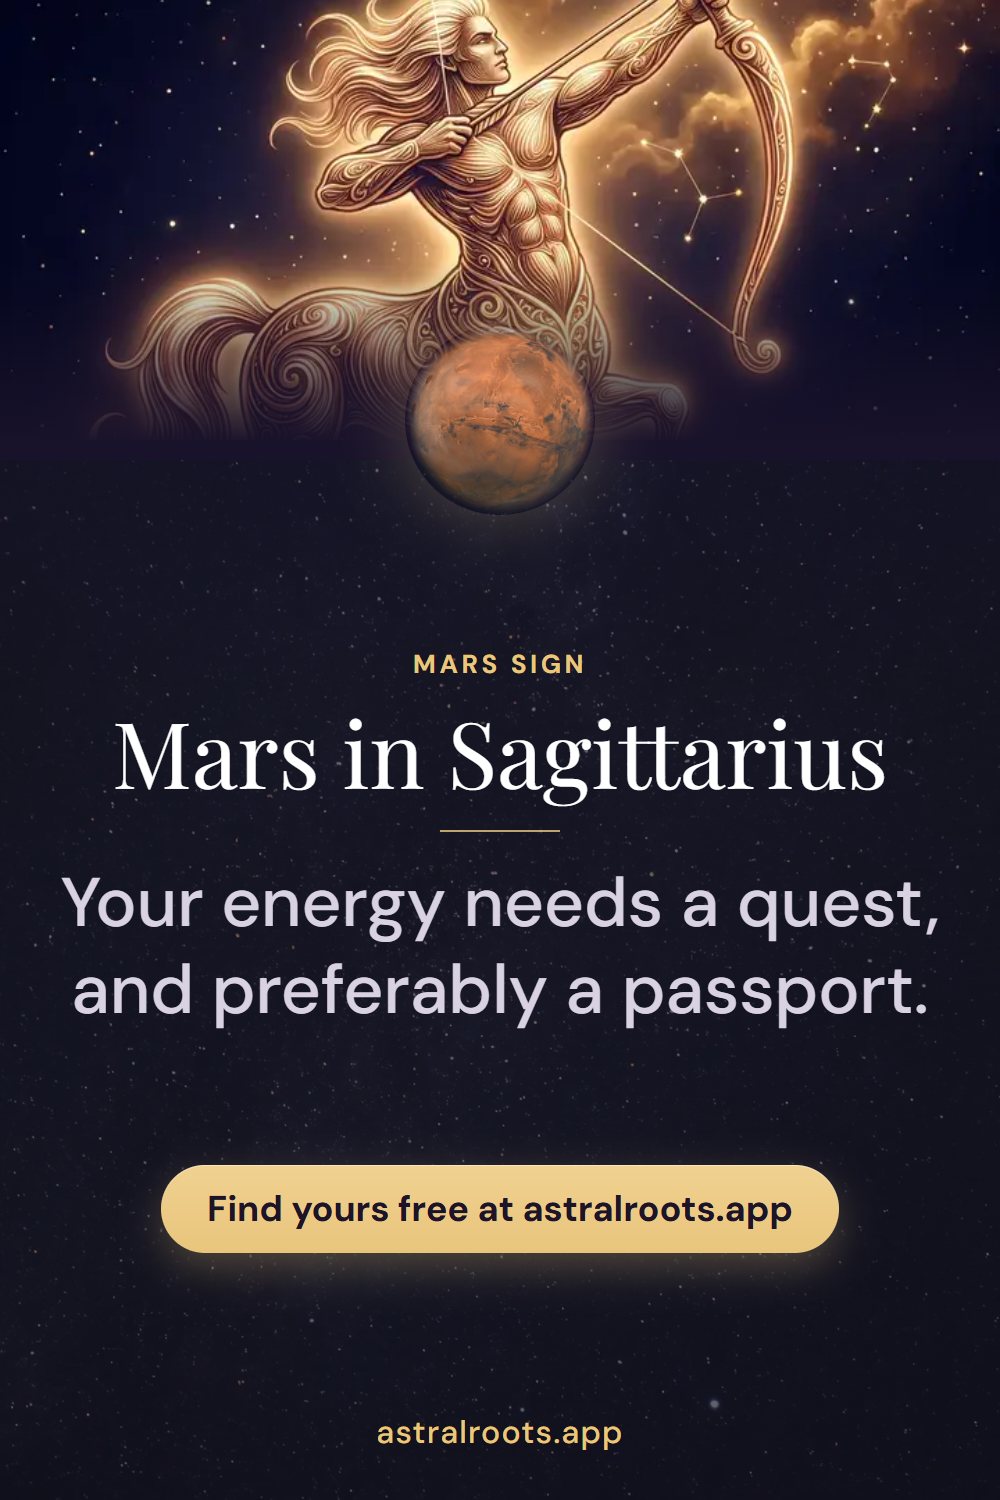 MARS SIGN
Mars in Sagittarius
Your energy needs a quest,
and preferably a passport.
Find yours free at astralroots.app
astralroots.app